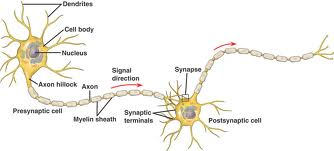 Dendrites
Cell body
Nucleus
Axon hillock
Presynaptic cell
Axon
Myelin sheath
Signal
direction
Synapse
Synaptic
terminals
Postsynaptic cell